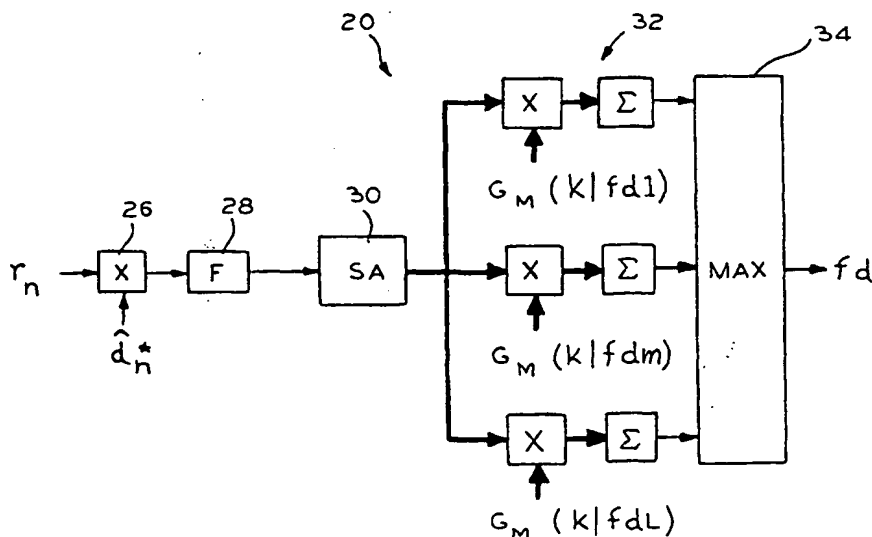 20
32
34
X
Σ
G_M (k|fd1)
26
28
30
r_n
X
F
SA
X
Σ
MAX
fd
d̂_n*
G_M (k|fdm)
X
Σ
G_M (k|fdL)